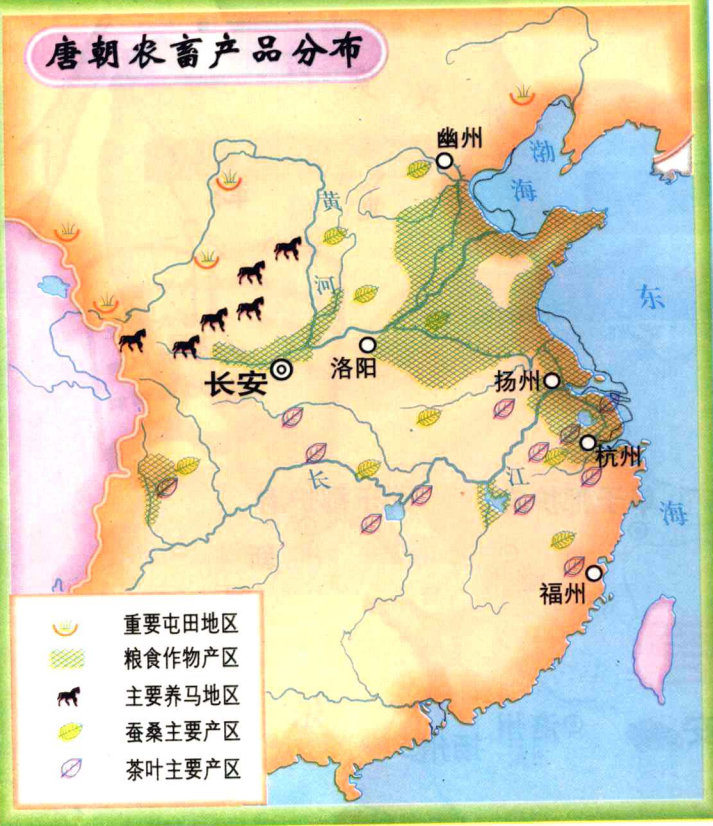 唐朝农畜产品分布
幽州
渤
海
黄
河
东
长安
洛阳
扬州
杭州
长
江
海
福州
重要屯田地区
粮食作物产区
主要养马地区
蚕桑主要产区
茶叶主要产区